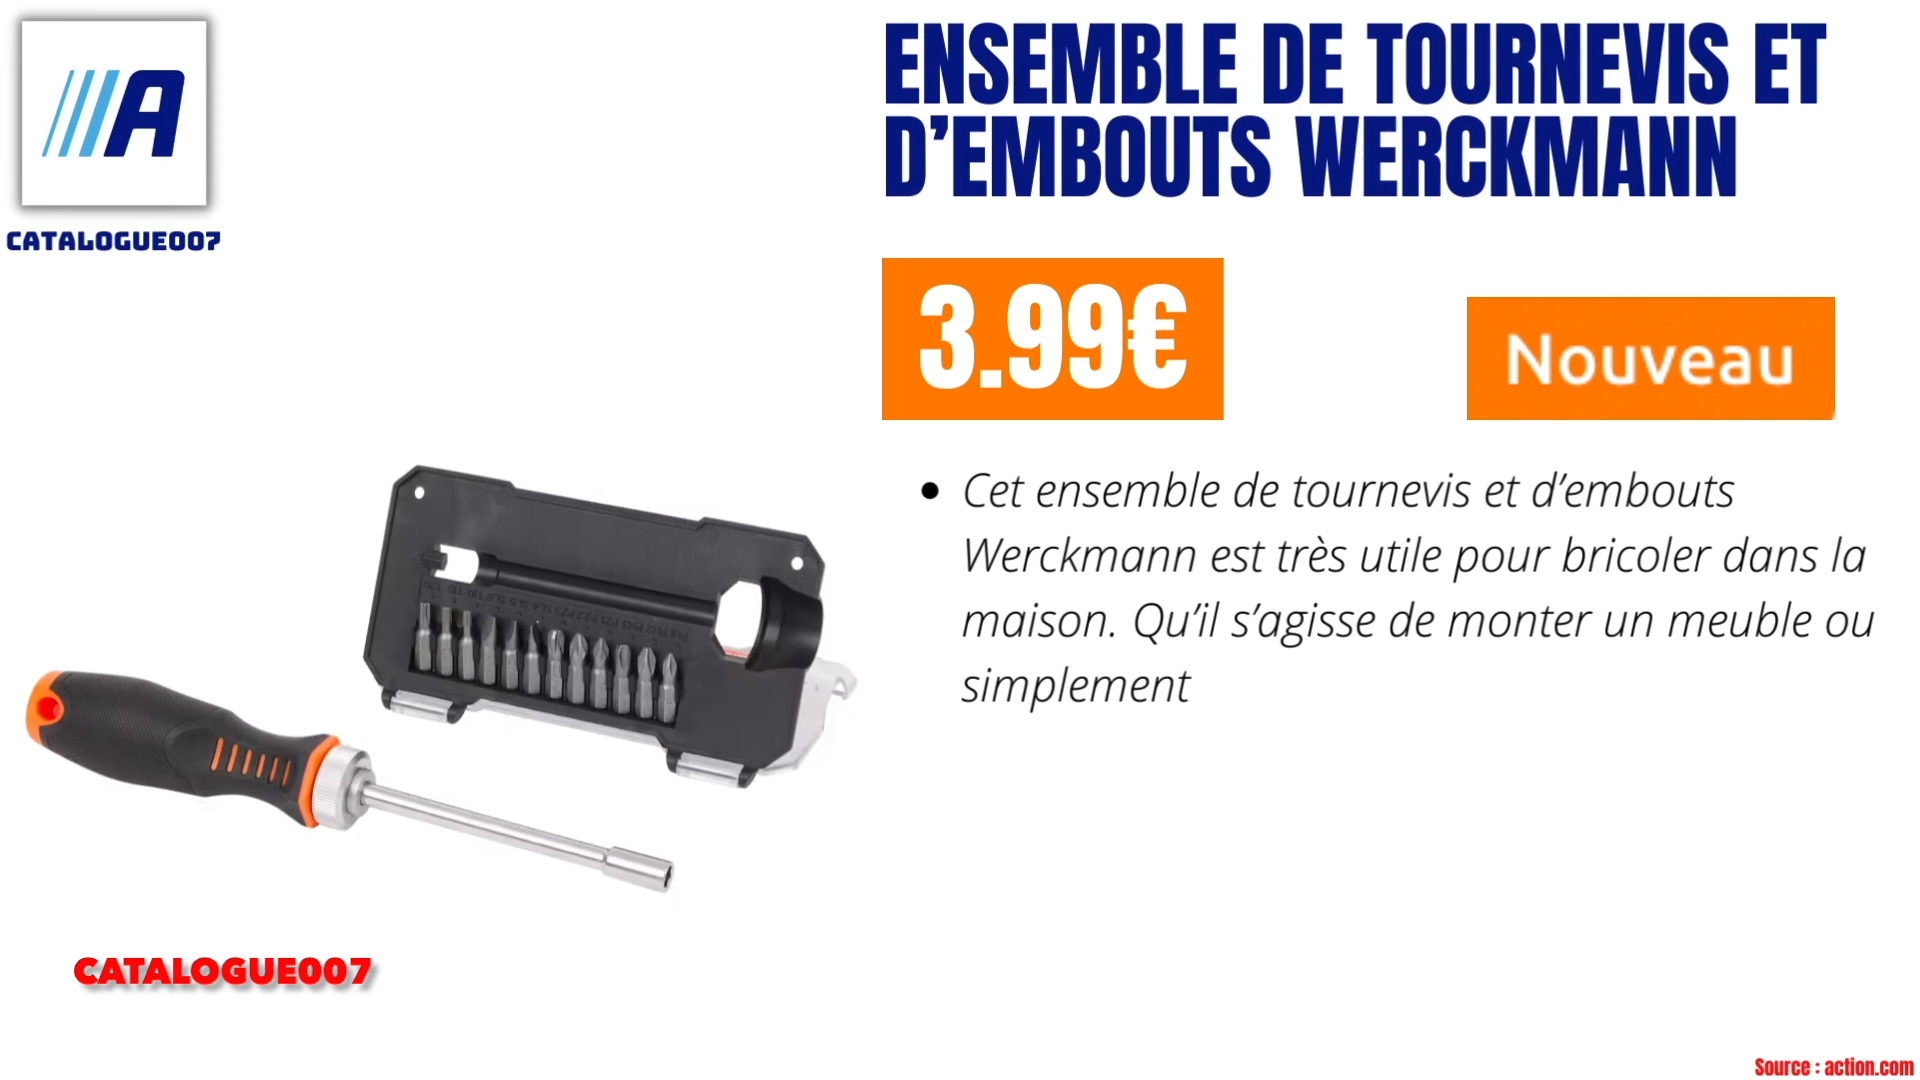 A
CATALOGUE007
ENSEMBLE DE TOURNEVIS ET
D’EMBOUTS WERCKMANN
3.99€
Nouveau
• Cet ensemble de tournevis et d’embouts
Werckmann est très utile pour bricoler dans la
maison. Qu’il s’agisse de monter un meuble ou
simplement
CATALOGUE007
Source : action.com